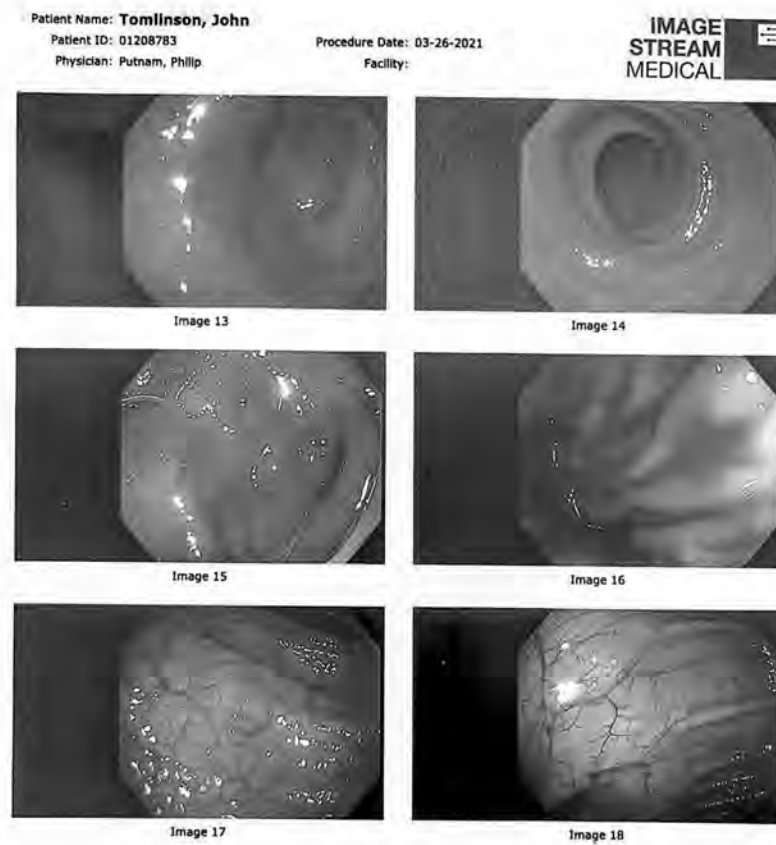 Patient Name: Tomlinson, John
Patient ID: 01208783
Procedure Date: 03-26-2021
Physician: Putnam, Philip
Facility:
IMAGE
STREAM
MEDICAL
Image 13
Image 14
Image 15
Image 16
Image 17
Image 18